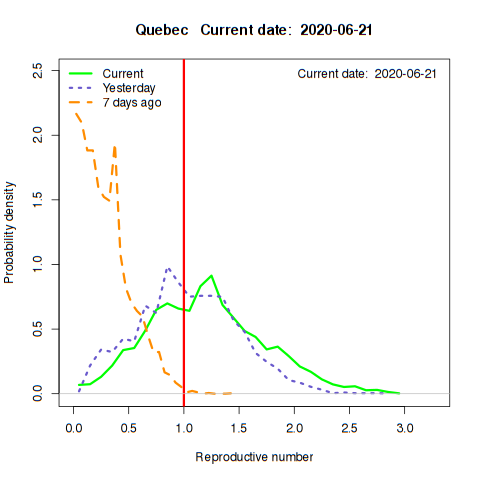 Quebec   Current date:  2020-06-21
Current date:  2020-06-21
Current
Yesterday
7 days ago
Probability density
2.5
2.0
1.5
1.0
0.5
0.0
0.0 0.5 1.0 1.5 2.0 2.5 3.0
Reproductive number